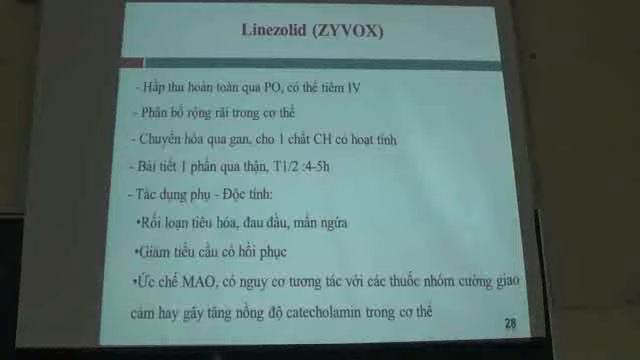 Linezolid (ZYVOX)
- Hấp thu hoàn toàn qua PO, có thể tiêm IV
- Phân bố rộng rãi trong cơ thể
- Chuyển hóa qua gan, cho 1 chất CH có hoạt tính
- Bài tiết 1 phần qua thận, T1/2 :4-5h
- Tác dụng phụ - Độc tính:
•Rối loạn tiêu hóa, đau đầu, mẩn ngứa
•Giảm tiểu cầu có hồi phục
•Ức chế MAO, có nguy cơ tương tác với các thuốc nhóm cường giao
cảm hay gây tăng nồng độ catecholamin trong cơ thể
28